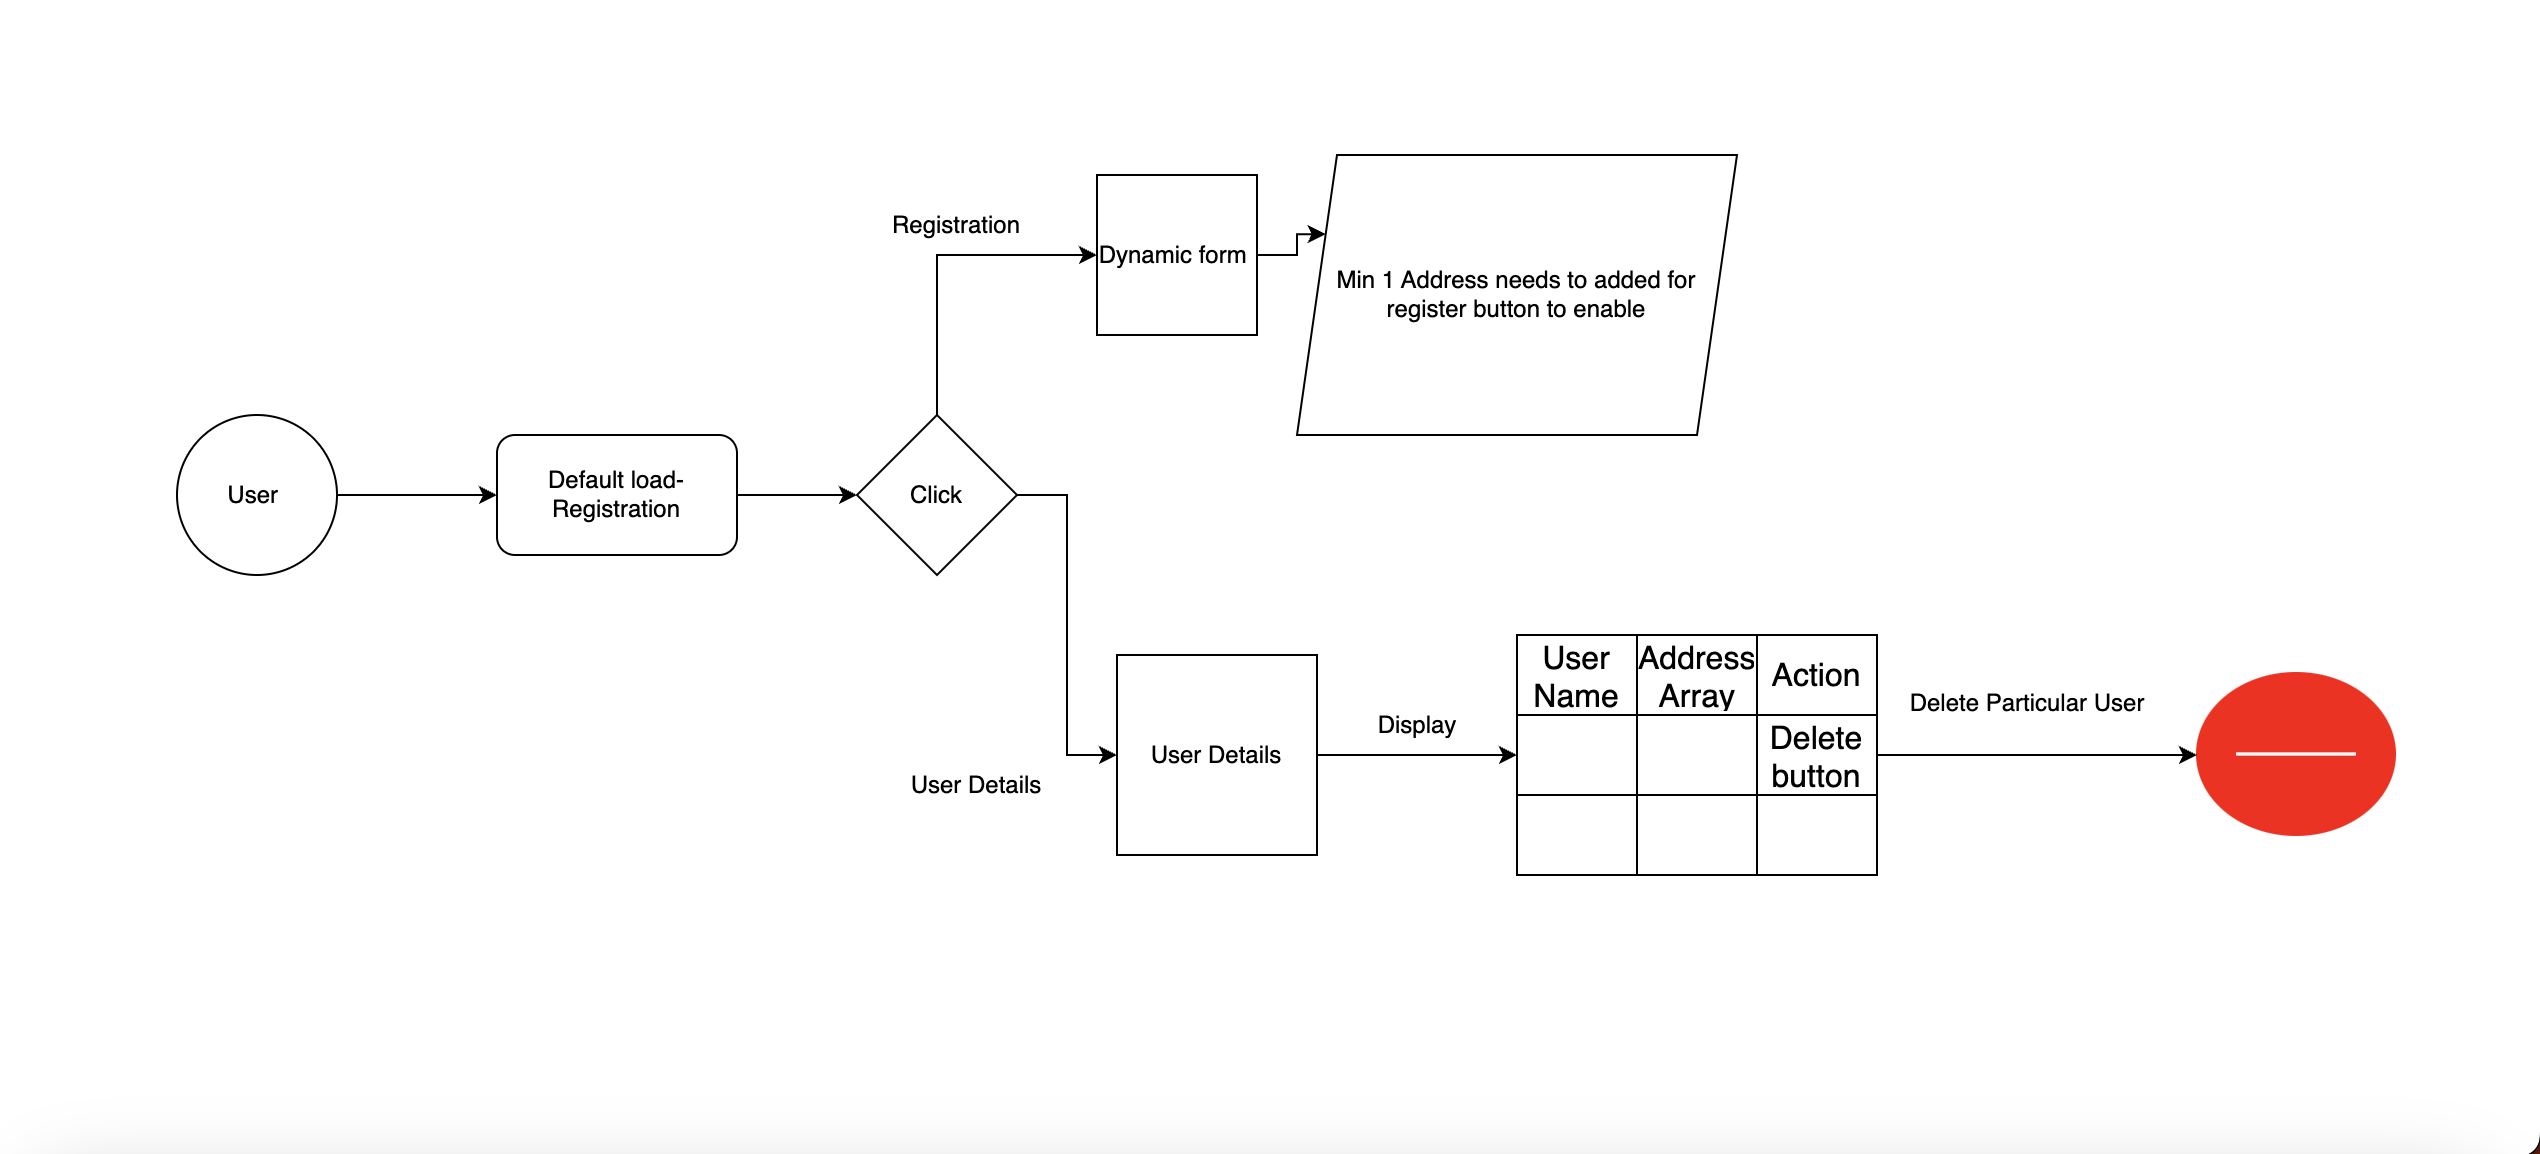 Registration
Dynamic form
Min 1 Address needs to added for
register button to enable
User
Default load-
Registration
Click
User Details
User Details
Display
User
Name
Address
Array
Action
Delete
button
Delete Particular User